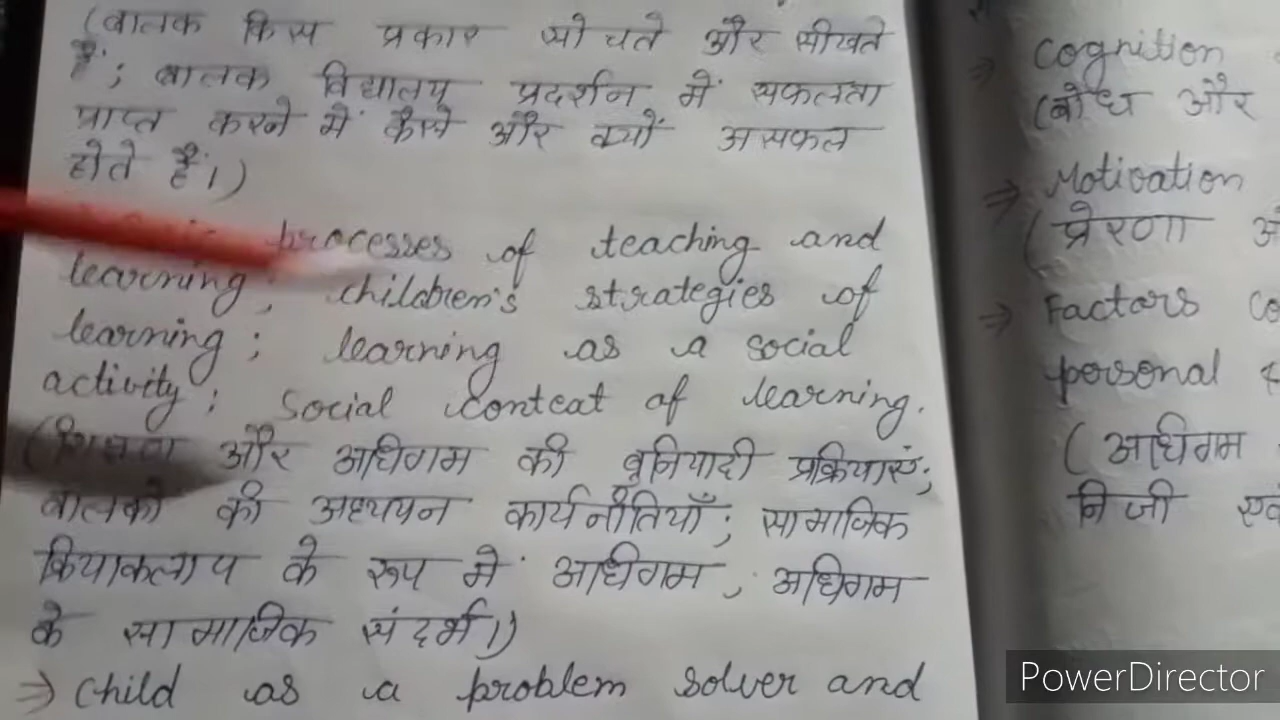 (बालक किस प्रकार सोचते और सीखते
हैं; बालक विद्यालय प्रदर्शन में सफलता
प्राप्त करने में कैसे और क्यों असफल
होते हैं।)
processes of teaching and
learning; children's strategies of
learning; learning as a social
activity; social context of learning.
(शिक्षण और अधिगम की बुनियादी प्रक्रियाएं;
बालकों की अध्ययन कार्यनीतियाँ; सामाजिक
क्रियाकलाप के रूप में अधिगम, अधिगम
के सामाजिक संदर्भ।)
⇒ child as a problem solver and
⇒ cognition
(बोध और
⇒ Motivation
(प्रेरणा
⇒ Factors
personal &
(अधिगम
निजी एवं
PowerDirector